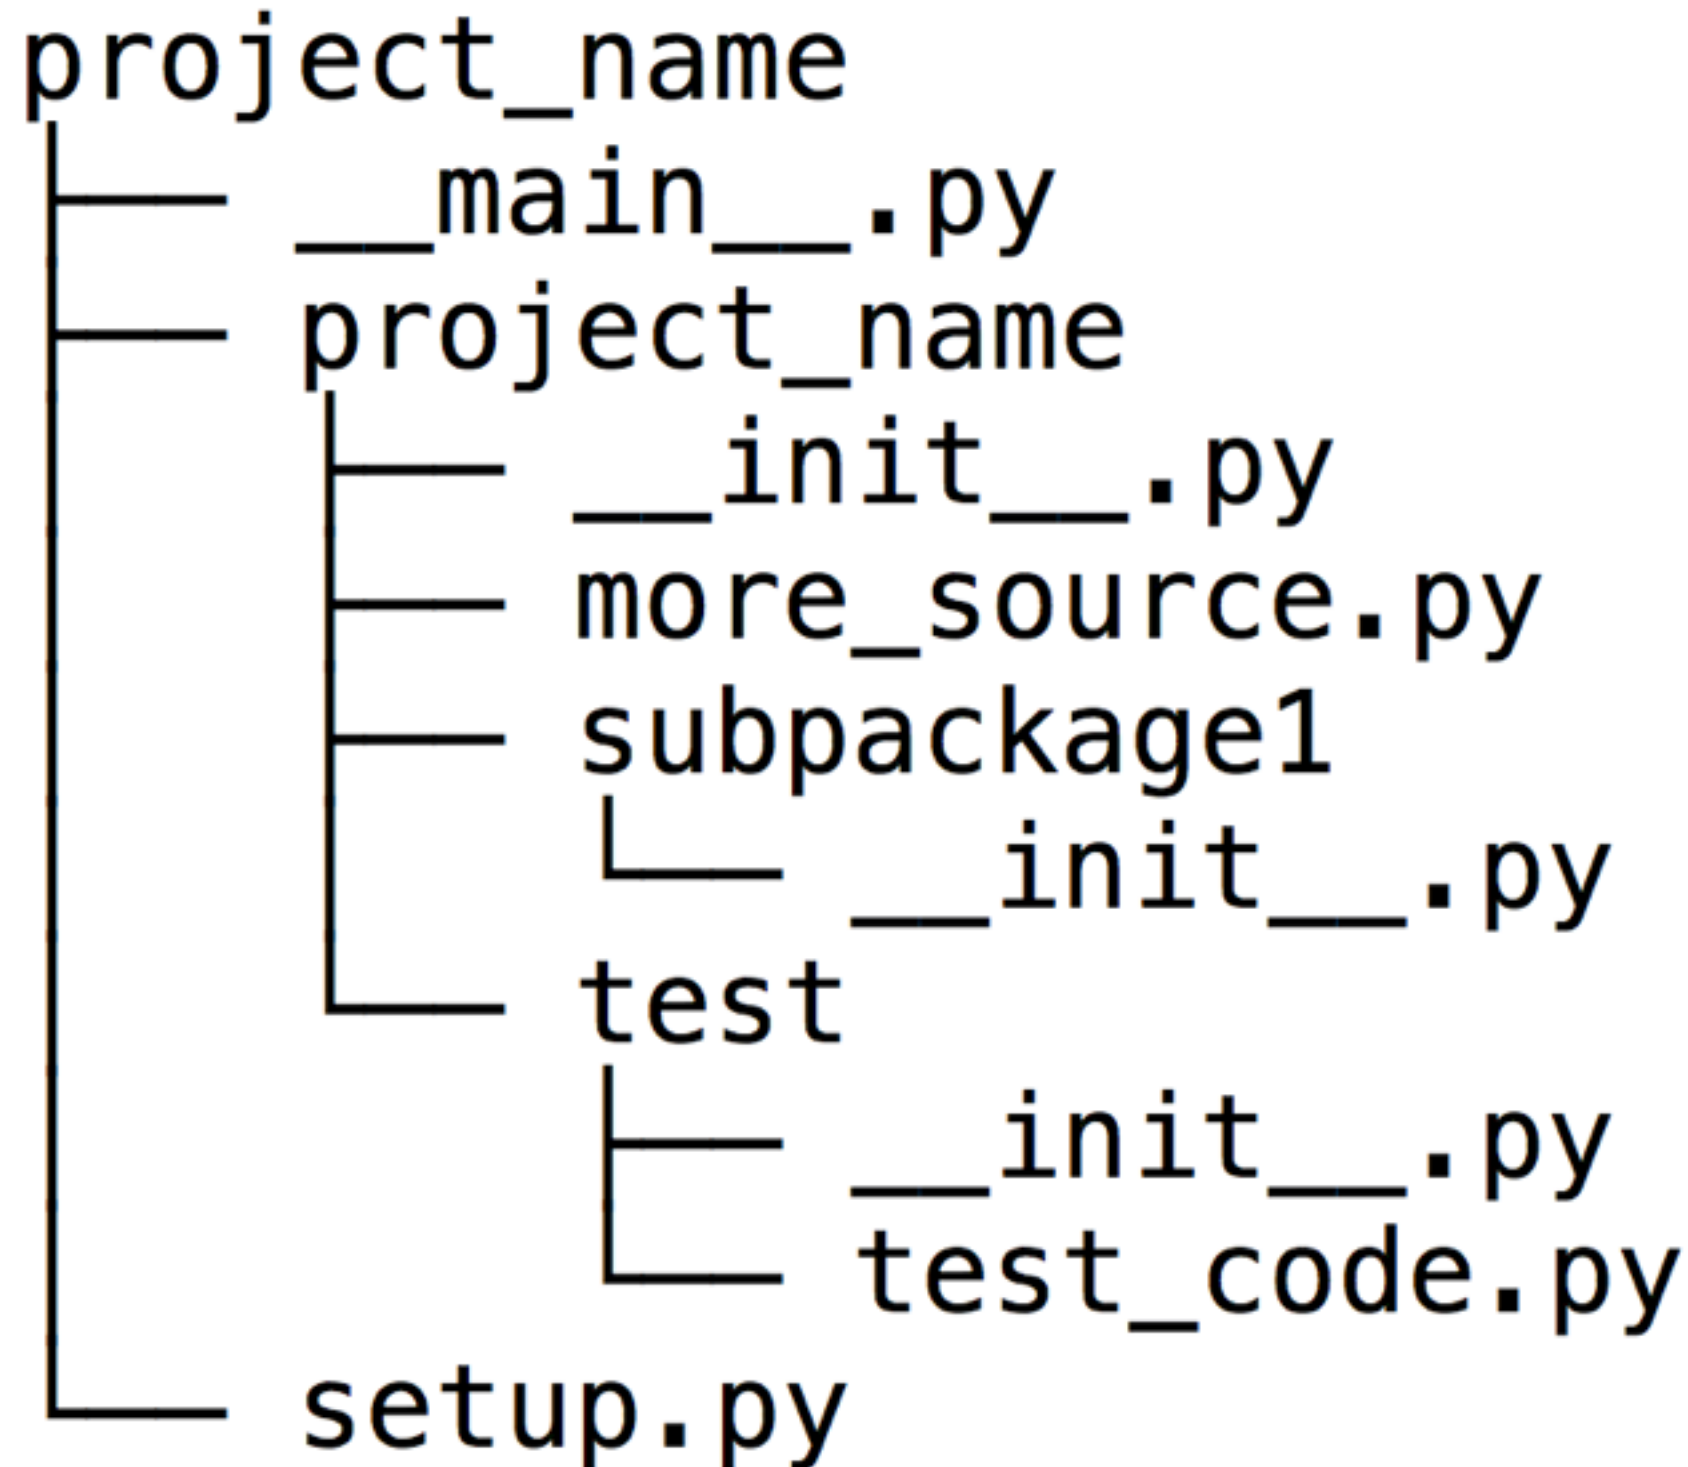 project_name
__main__.py
project_name
__init__.py
more_source.py
subpackage1
__init__.py
test
__init__.py
test_code.py
setup.py